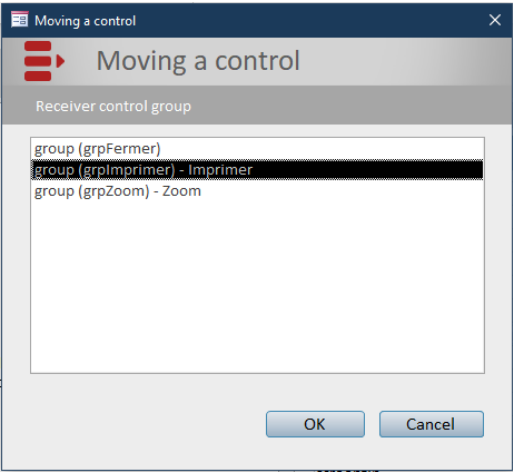 Moving a control
Moving a control
Receiver control group
group (grpFermer)
group (grpImprimer) - Imprimer
group (grpZoom) - Zoom
OK
Cancel